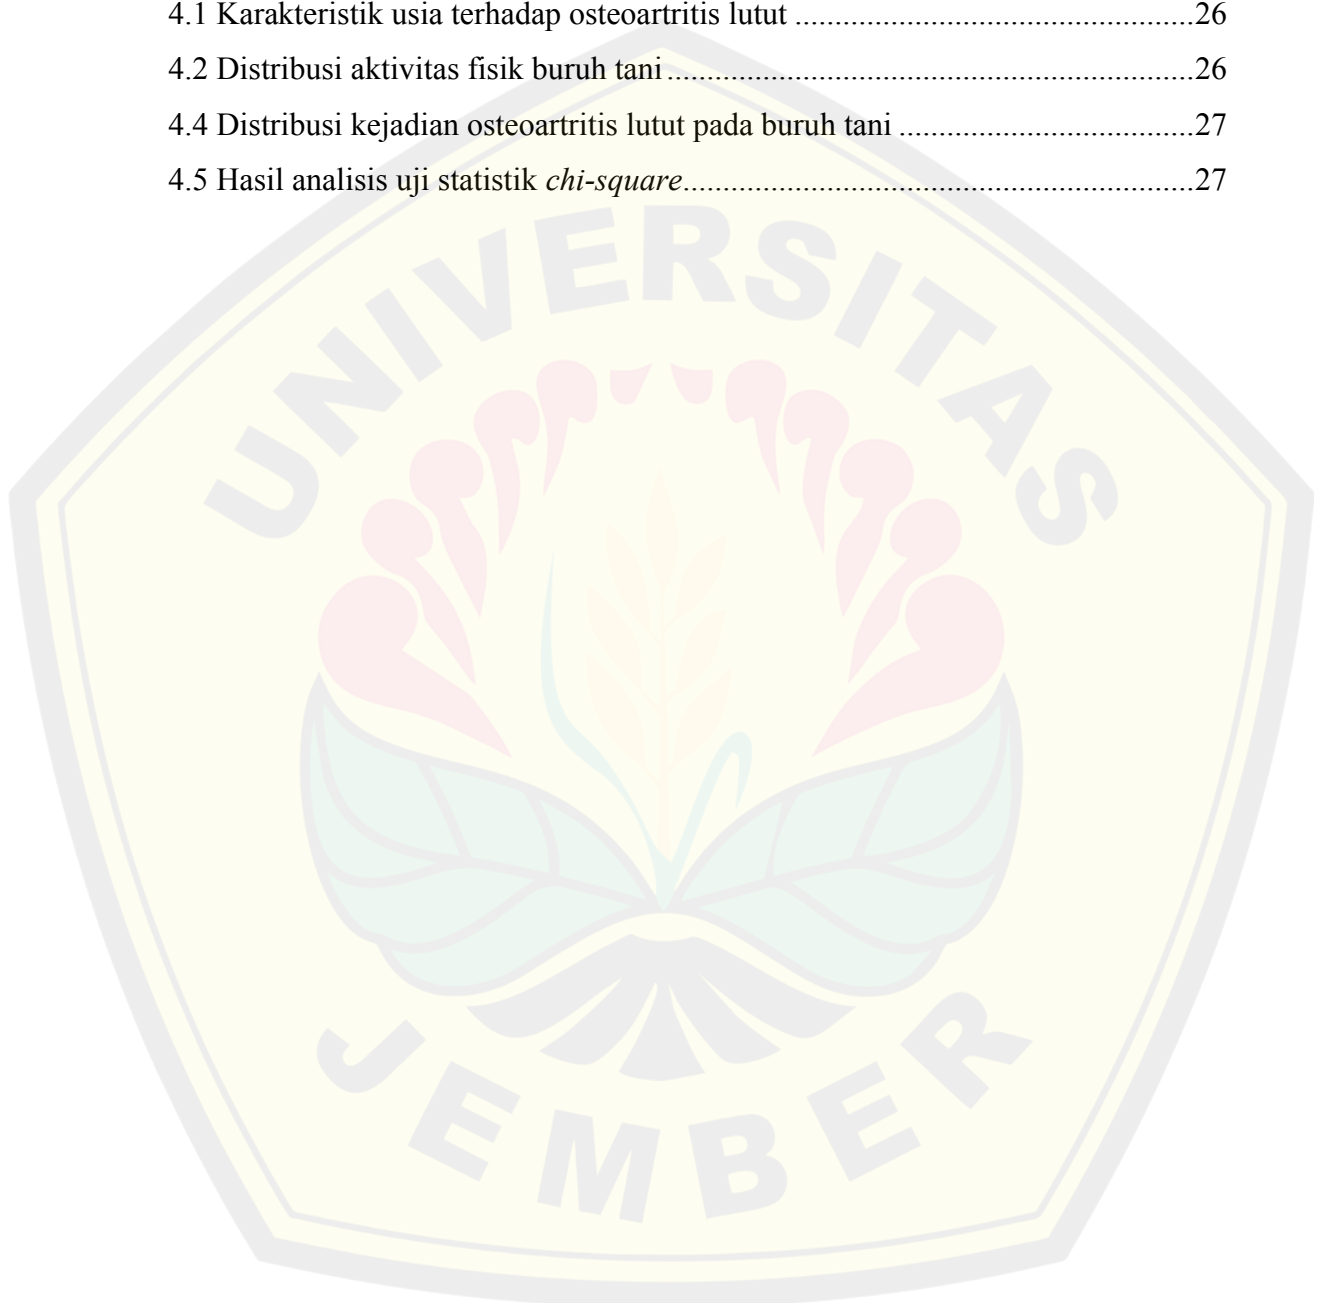 4.1 Karakteristik usia terhadap osteoartritis lutut ..................................................26
4.2 Distribusi aktivitas fisik buruh tani..................................................................26
4.4 Distribusi kejadian osteoartritis lutut pada buruh tani .....................................27
4.5 Hasil analisis uji statistik chi-square................................................................27
UNIVERSITAS
JEMBER